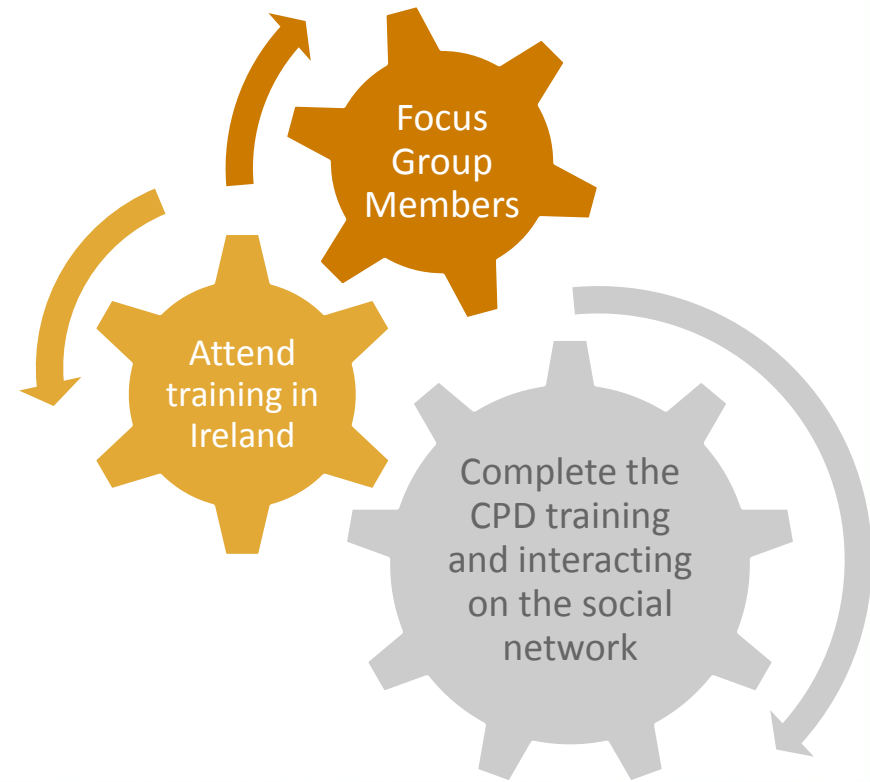 Focus
Group
Members
Attend
training in
Ireland
Complete the
CPD training
and interacting
on the social
network